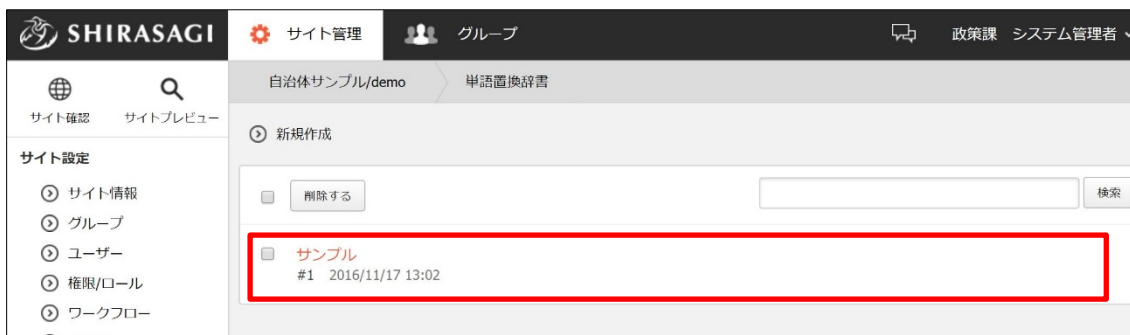 SHIRASAGI
サイト管理
グループ
政策課 システム管理者
サイト確認
サイトプレビュー
自治体サンプル/demo
単語置換辞書
新規作成
サイト設定
サイト情報
グループ
ユーザー
権限/ロール
ワークフロー
削除する
検索
サンプル
#1 2016/11/17 13:02